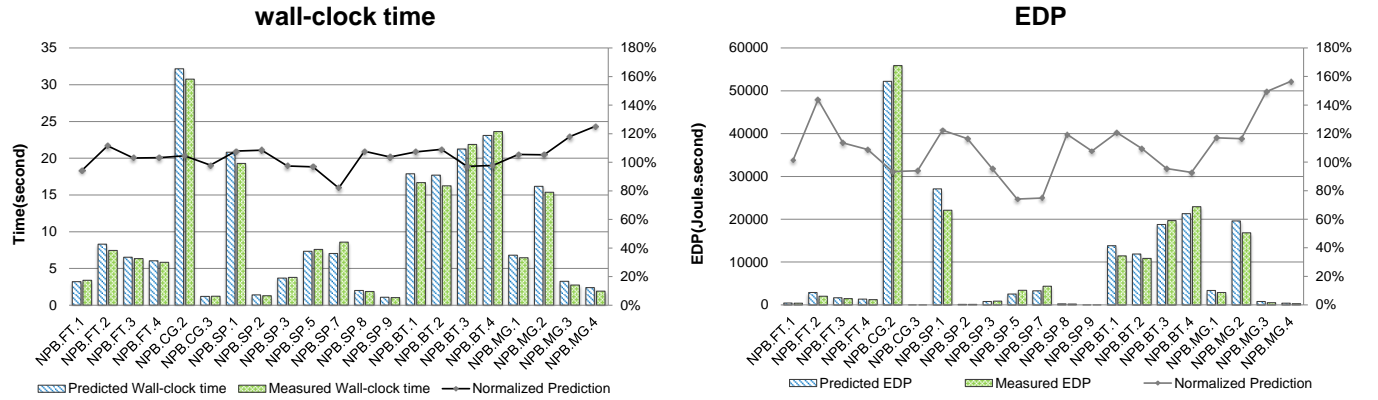 wall-clock time
Time(second)
35
30
25
20
15
10
5
0
180%
160%
140%
120%
100%
80%
60%
40%
20%
0%
NPB.FT.1
NPB.FT.2
NPB.FT.3
NPB.FT.4
NPB.CG.2
NPB.CG.3
NPB.SP.1
NPB.SP.2
NPB.SP.3
NPB.SP.5
NPB.SP.7
NPB.SP.8
NPB.SP.9
NPB.BT.1
NPB.BT.2
NPB.BT.3
NPB.BT.4
NPB.MG.1
NPB.MG.2
NPB.MG.3
NPB.MG.4
Predicted Wall-clock time
Measured Wall-clock time
Normalized Prediction
EDP
EDP(Joule.second)
60000
50000
40000
30000
20000
10000
0
180%
160%
140%
120%
100%
80%
60%
40%
20%
0%
NPB.FT.1
NPB.FT.2
NPB.FT.3
NPB.FT.4
NPB.CG.2
NPB.CG.3
NPB.SP.1
NPB.SP.2
NPB.SP.3
NPB.SP.5
NPB.SP.7
NPB.SP.8
NPB.SP.9
NPB.BT.1
NPB.BT.2
NPB.BT.3
NPB.BT.4
NPB.MG.1
NPB.MG.2
NPB.MG.3
NPB.MG.4
Predicted EDP
Measured EDP
Normalized Prediction